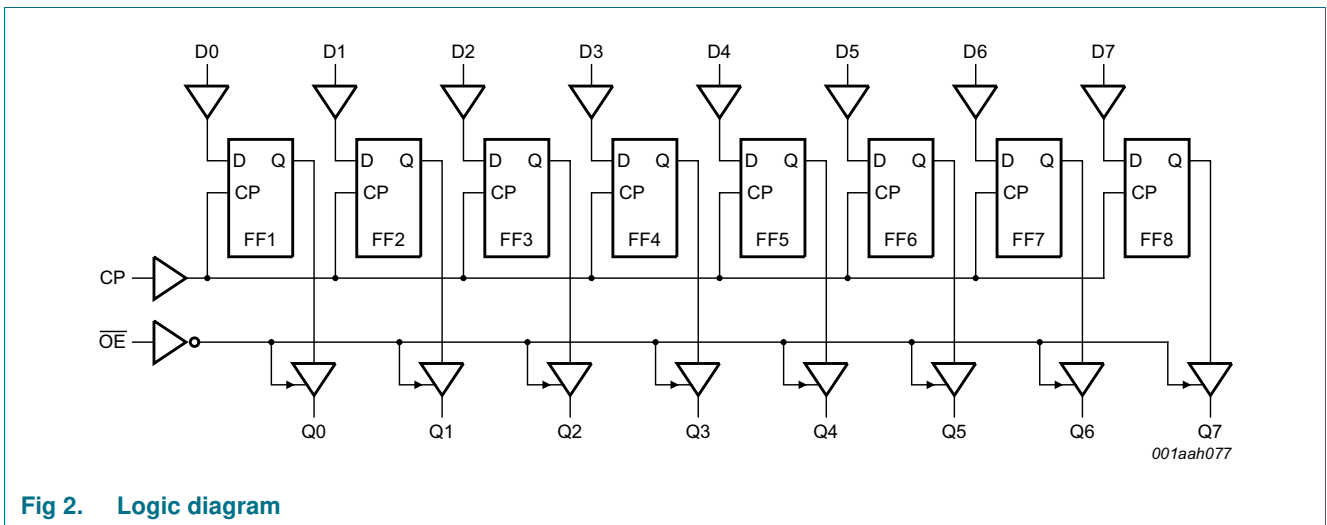 D0 D1 D2 D3 D4 D5 D6 D7
D Q D Q D Q D Q D Q D Q D Q D Q
CP CP CP CP CP CP CP CP
FF1 FF2 FF3 FF4 FF5 FF6 FF7 FF8
CP
O̅E̅
Q0 Q1 Q2 Q3 Q4 Q5 Q6 Q7
001aah077
Fig 2. Logic diagram